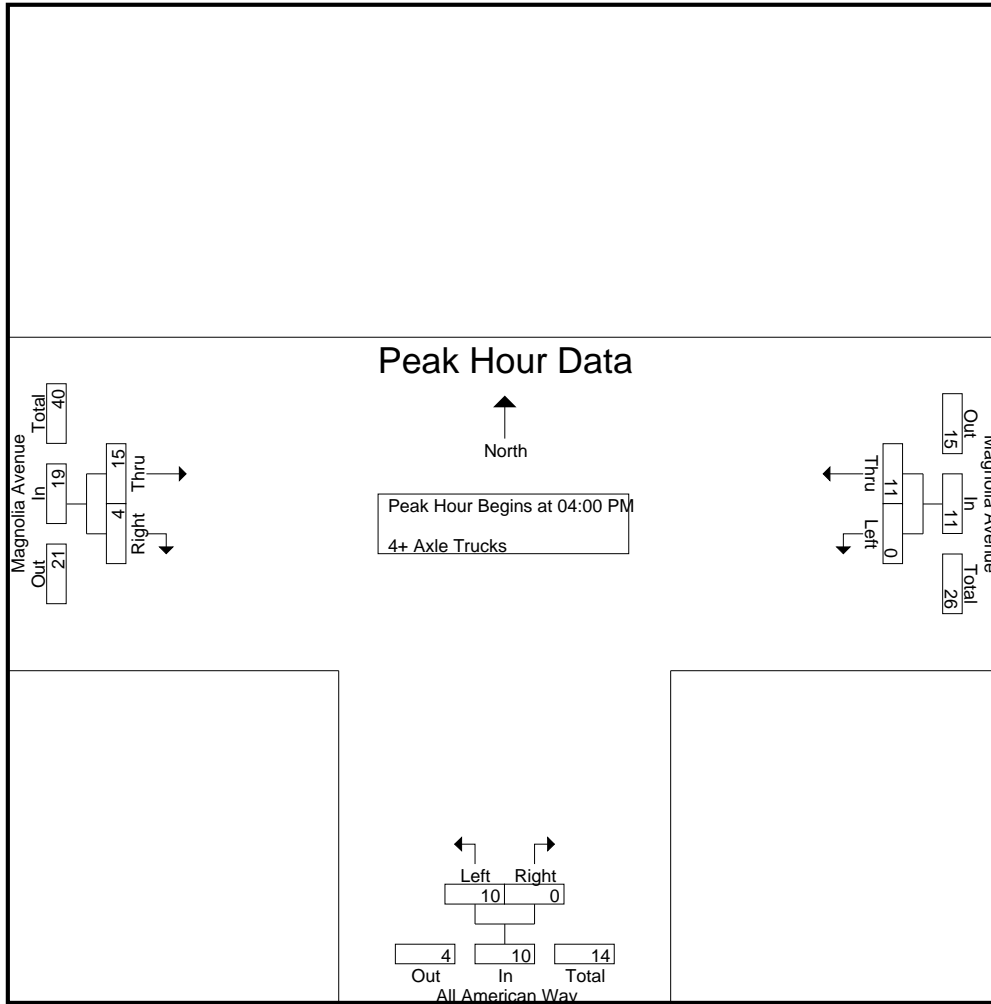 Peak Hour Data
North
Peak Hour Begins at 04:00 PM
4+ Axle Trucks
Magnolia Avenue
Total
40
In
19
Out
21
Thru
15
Right
4
Magnolia Avenue
Out
15
In
11
Total
26
Thru
11
Left
0
Left Right
10 0
4 10 14
Out In Total
All American Way